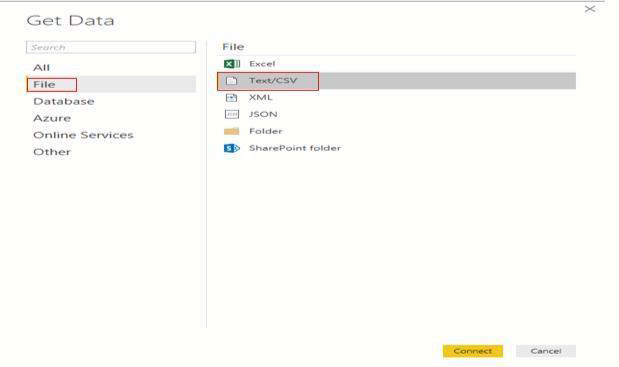 Get Data
Search
All
File
Database
Azure
Online Services
Other
File
Excel
Text/CSV
XML
JSON
Folder
SharePoint folder
Connect
Cancel